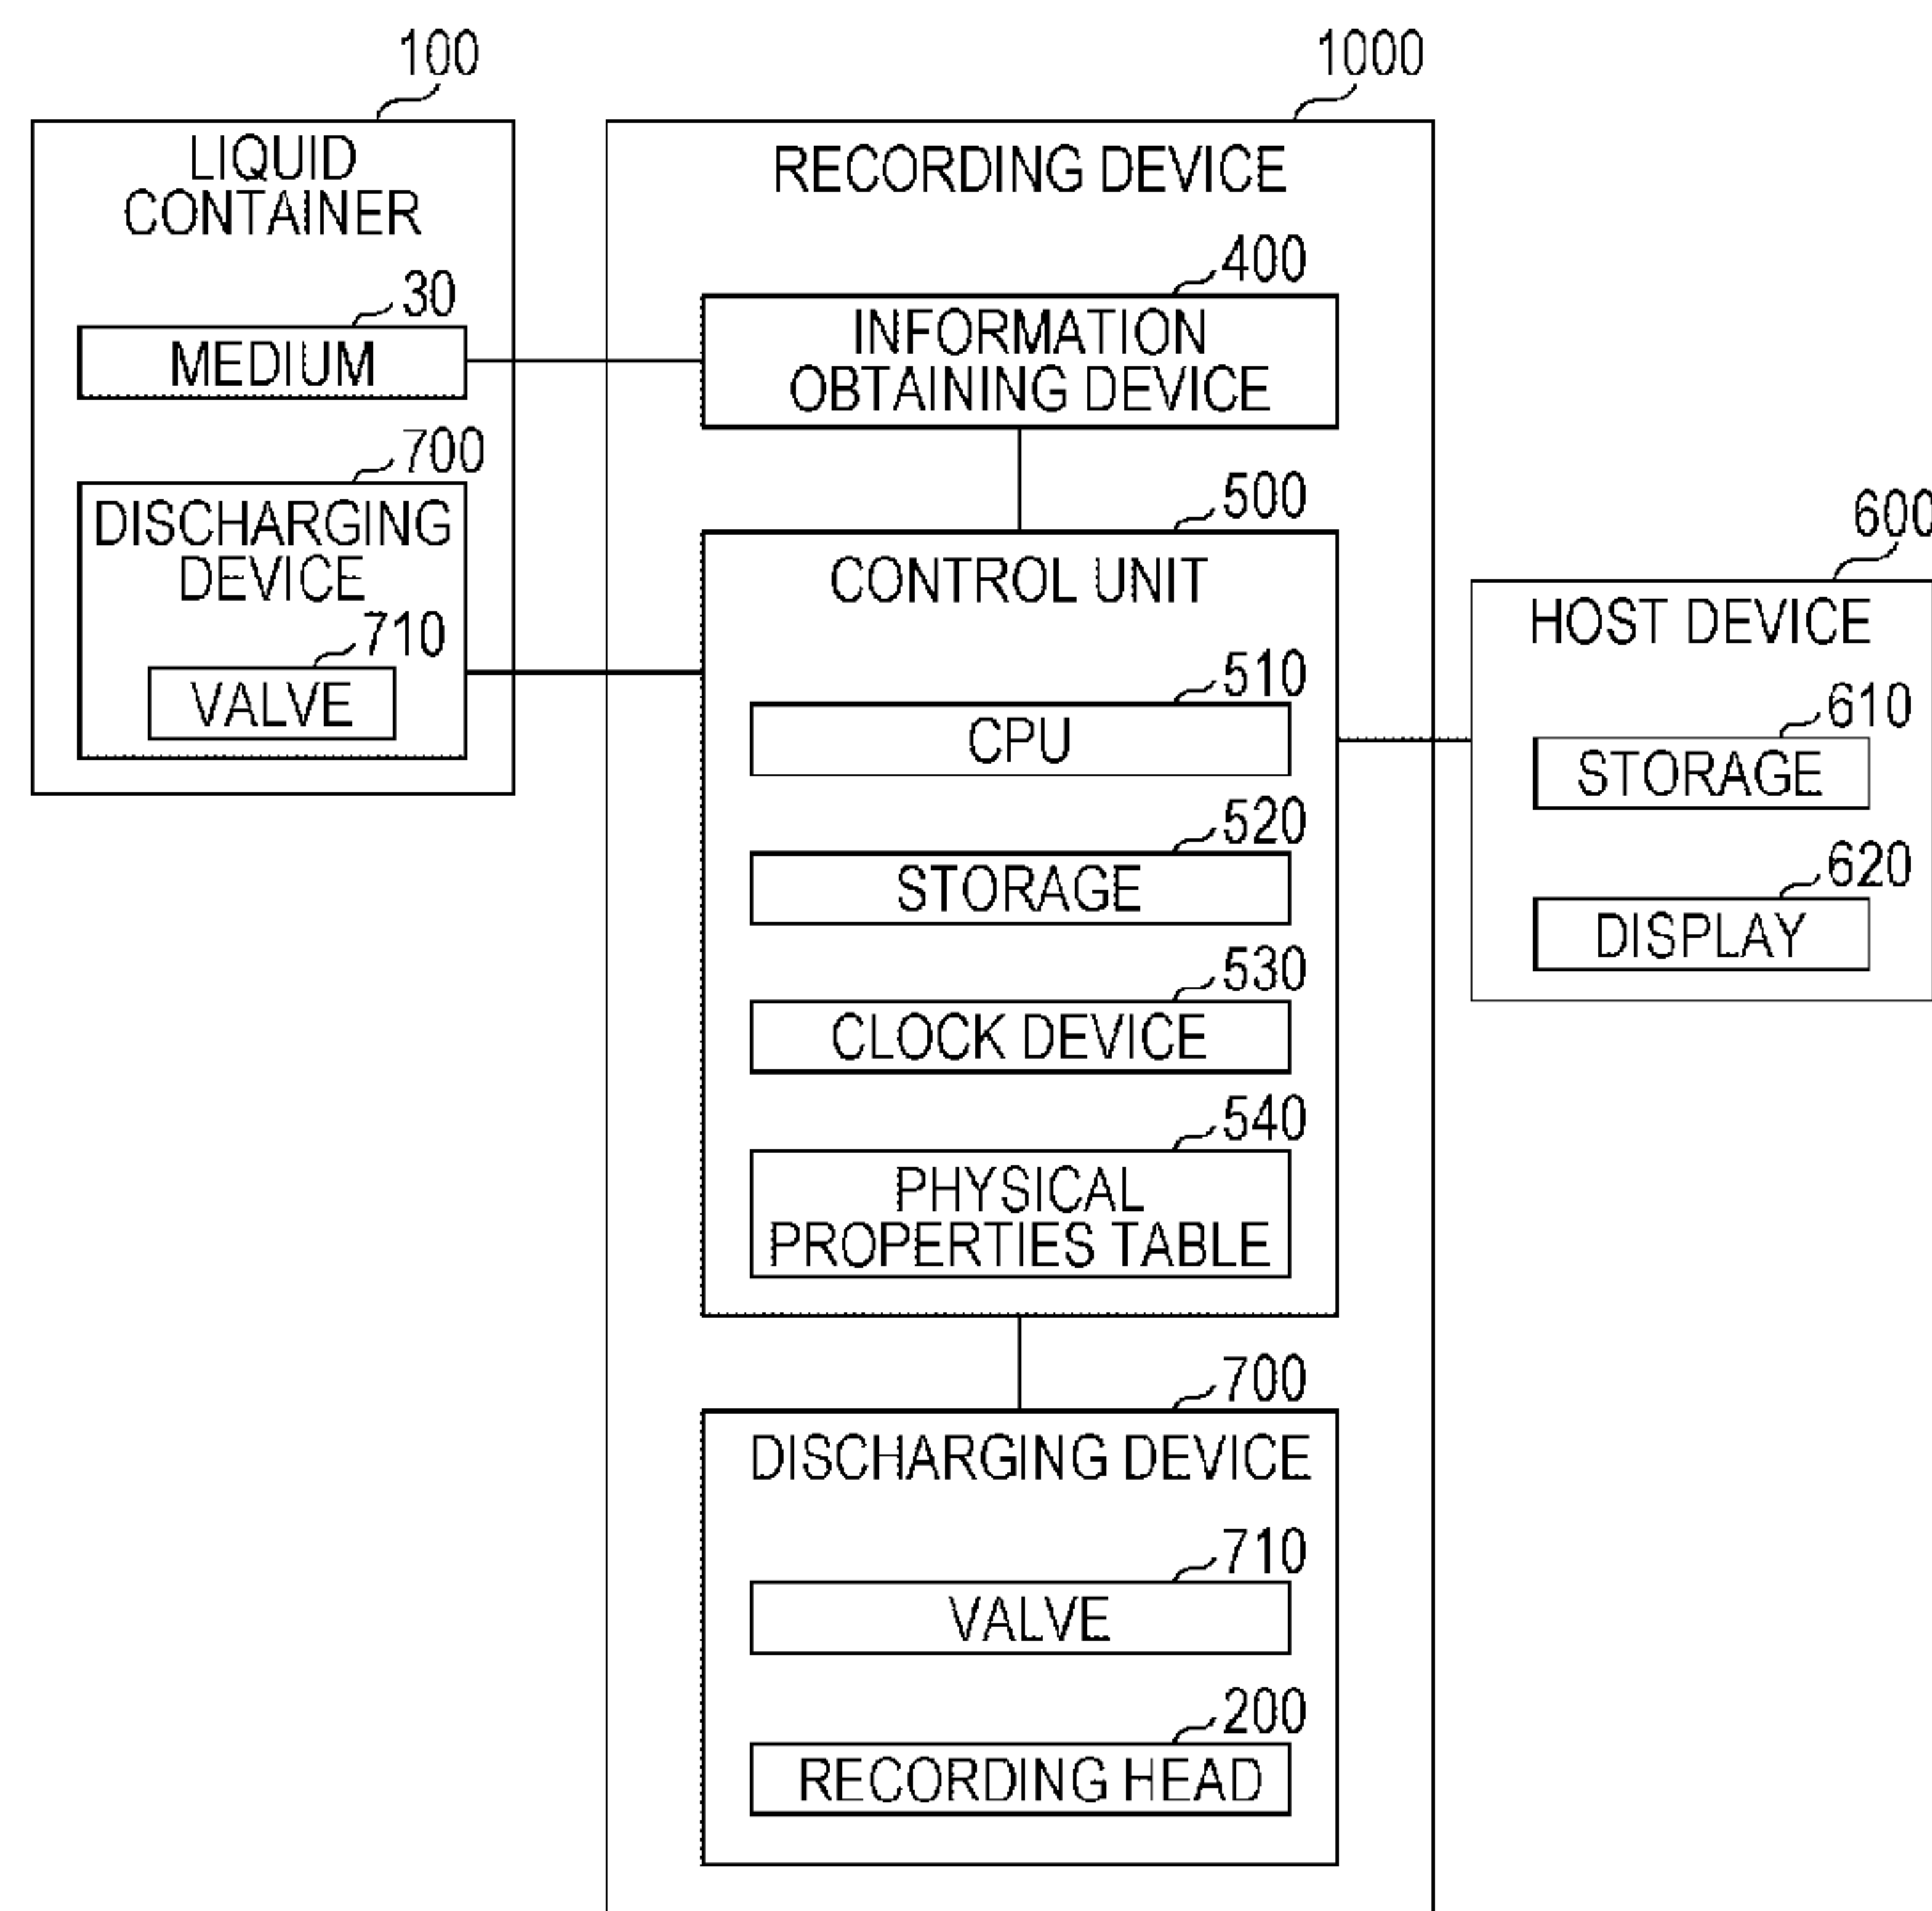 100
LIQUID
CONTAINER
30
MEDIUM
700
DISCHARGING
DEVICE
710
VALVE
1000
RECORDING DEVICE
400
INFORMATION
OBTAINING DEVICE
500
CONTROL UNIT
510
CPU
520
STORAGE
530
CLOCK DEVICE
540
PHYSICAL
PROPERTIES TABLE
700
DISCHARGING DEVICE
710
VALVE
200
RECORDING HEAD
600
HOST DEVICE
610
STORAGE
620
DISPLAY